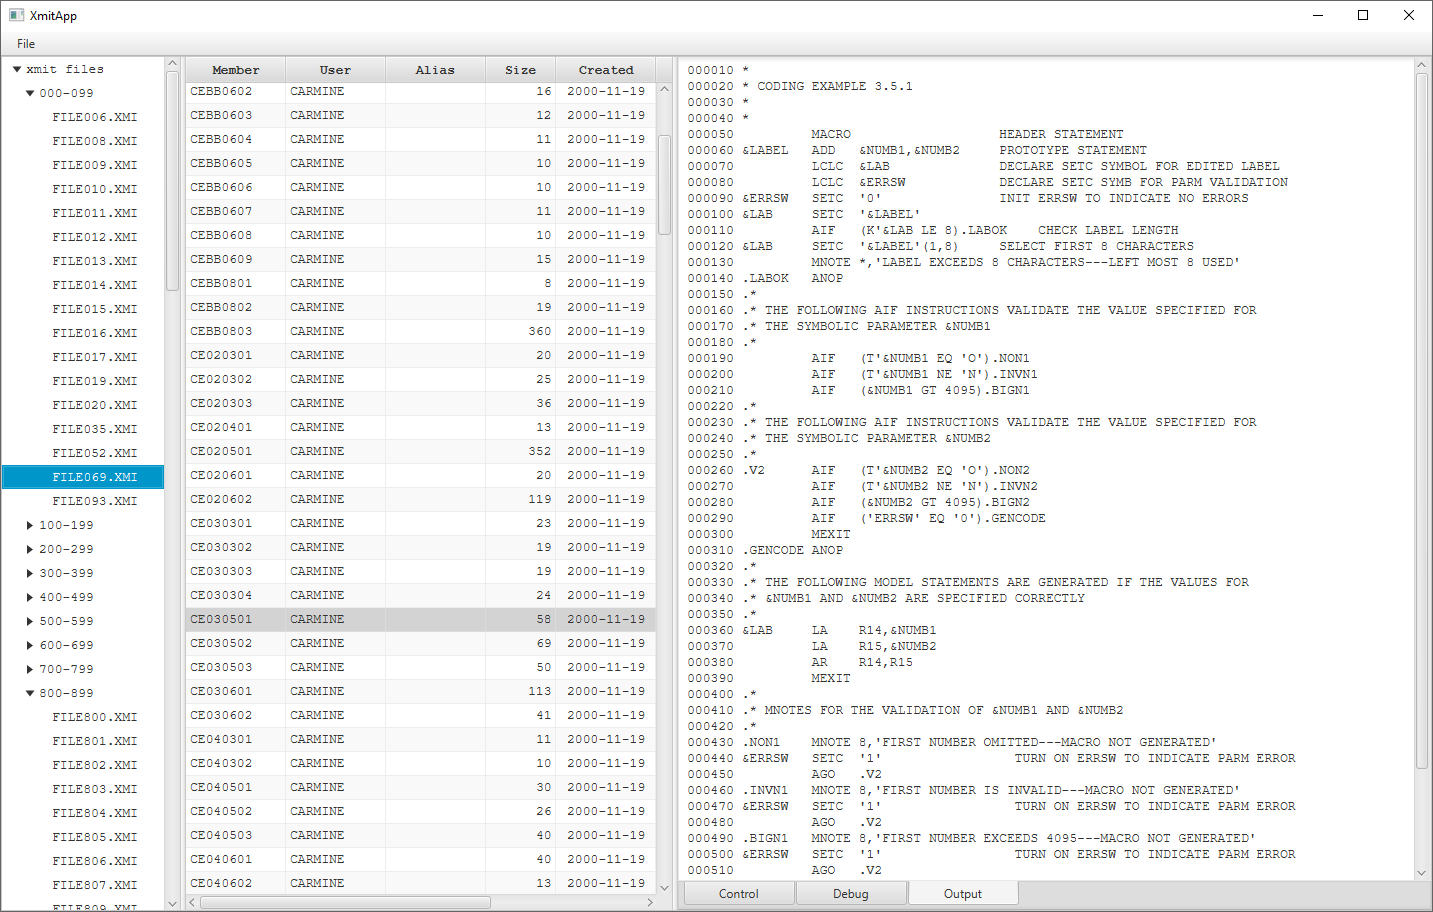 XmitApp
File
xmit files
000-099
FILE006.XMI
FILE008.XMI
FILE009.XMI
FILE010.XMI
FILE011.XMI
FILE012.XMI
FILE013.XMI
FILE014.XMI
FILE015.XMI
FILE016.XMI
FILE017.XMI
FILE019.XMI
FILE020.XMI
FILE035.XMI
FILE052.XMI
FILE069.XMI
FILE093.XMI
100-199
200-299
300-399
400-499
500-599
600-699
700-799
800-899
FILE800.XMI
FILE801.XMI
FILE802.XMI
FILE803.XMI
FILE804.XMI
FILE805.XMI
FILE806.XMI
FILE807.XMI
FILE809.XMI
Member User Alias Size Created
CEBB0602 CARMINE 16 2000-11-19
CEBB0603 CARMINE 12 2000-11-19
CEBB0604 CARMINE 11 2000-11-19
CEBB0605 CARMINE 10 2000-11-19
CEBB0606 CARMINE 10 2000-11-19
CEBB0607 CARMINE 11 2000-11-19
CEBB0608 CARMINE 10 2000-11-19
CEBB0609 CARMINE 15 2000-11-19
CEBB0801 CARMINE 8 2000-11-19
CEBB0802 CARMINE 19 2000-11-19
CEBB0803 CARMINE 360 2000-11-19
CE020301 CARMINE 20 2000-11-19
CE020302 CARMINE 25 2000-11-19
CE020303 CARMINE 36 2000-11-19
CE020401 CARMINE 13 2000-11-19
CE020501 CARMINE 352 2000-11-19
CE020601 CARMINE 20 2000-11-19
CE020602 CARMINE 119 2000-11-19
CE030301 CARMINE 23 2000-11-19
CE030302 CARMINE 19 2000-11-19
CE030303 CARMINE 19 2000-11-19
CE030304 CARMINE 24 2000-11-19
CE030501 CARMINE 58 2000-11-19
CE030502 CARMINE 69 2000-11-19
CE030503 CARMINE 50 2000-11-19
CE030601 CARMINE 113 2000-11-19
CE030602 CARMINE 41 2000-11-19
CE040301 CARMINE 11 2000-11-19
CE040302 CARMINE 10 2000-11-19
CE040501 CARMINE 30 2000-11-19
CE040502 CARMINE 26 2000-11-19
CE040503 CARMINE 40 2000-11-19
CE040601 CARMINE 40 2000-11-19
CE040602 CARMINE 13 2000-11-19
000010 *
000020 * CODING EXAMPLE 3.5.1
000030 *
000040 *
000050          MACRO                   HEADER STATEMENT
000060 &LABEL   ADD   &NUMB1,&NUMB2     PROTOTYPE STATEMENT
000070          LCLC  &LAB              DECLARE SETC SYMBOL FOR EDITED LABEL
000080          LCLC  &ERRSW            DECLARE SETC SYMB FOR PARM VALIDATION
000090 &ERRSW   SETC  '0'               INIT ERRSW TO INDICATE NO ERRORS
000100 &LAB     SETC  '&LABEL'
000110          AIF   (K'&LAB LE 8).LABOK    CHECK LABEL LENGTH
000120 &LAB     SETC  '&LABEL'(1,8)     SELECT FIRST 8 CHARACTERS
000130          MNOTE *,'LABEL EXCEEDS 8 CHARACTERS---LEFT MOST 8 USED'
000140 .LABOK   ANOP
000150 .*
000160 .* THE FOLLOWING AIF INSTRUCTIONS VALIDATE THE VALUE SPECIFIED FOR
000170 .* THE SYMBOLIC PARAMETER &NUMB1
000180 .*
000190          AIF   (T'&NUMB1 EQ 'O').NON1
000200          AIF   (T'&NUMB1 NE 'N').INVN1
000210          AIF   (&NUMB1 GT 4095).BIGN1
000220 .*
000230 .* THE FOLLOWING AIF INSTRUCTIONS VALIDATE THE VALUE SPECIFIED FOR
000240 .* THE SYMBOLIC PARAMETER &NUMB2
000250 .*
000260 .V2      AIF   (T'&NUMB2 EQ 'O').NON2
000270          AIF   (T'&NUMB2 NE 'N').INVN2
000280          AIF   (&NUMB2 GT 4095).BIGN2
000290          AIF   ('ERRSW' EQ '0').GENCODE
000300          MEXIT
000310 .GENCODE ANOP
000320 .*
000330 .* THE FOLLOWING MODEL STATEMENTS ARE GENERATED IF THE VALUES FOR
000340 .* &NUMB1 AND &NUMB2 ARE SPECIFIED CORRECTLY
000350 .*
000360 &LAB     LA    R14,&NUMB1
000370          LA    R15,&NUMB2
000380          AR    R14,R15
000390          MEXIT
000400 .*
000410 .* MNOTES FOR THE VALIDATION OF &NUMB1 AND &NUMB2
000420 .*
000430 .NON1    MNOTE 8,'FIRST NUMBER OMITTED---MACRO NOT GENERATED'
000440 &ERRSW   SETC  '1'                 TURN ON ERRSW TO INDICATE PARM ERROR
000450          AGO   .V2
000460 .INVN1   MNOTE 8,'FIRST NUMBER IS INVALID---MACRO NOT GENERATED'
000470 &ERRSW   SETC  '1'                 TURN ON ERRSW TO INDICATE PARM ERROR
000480          AGO   .V2
000490 .BIGN1   MNOTE 8,'FIRST NUMBER EXCEEDS 4095---MACRO NOT GENERATED'
000500 &ERRSW   SETC  '1'                 TURN ON ERRSW TO INDICATE PARM ERROR
000510          AGO   .V2
Control Debug Output